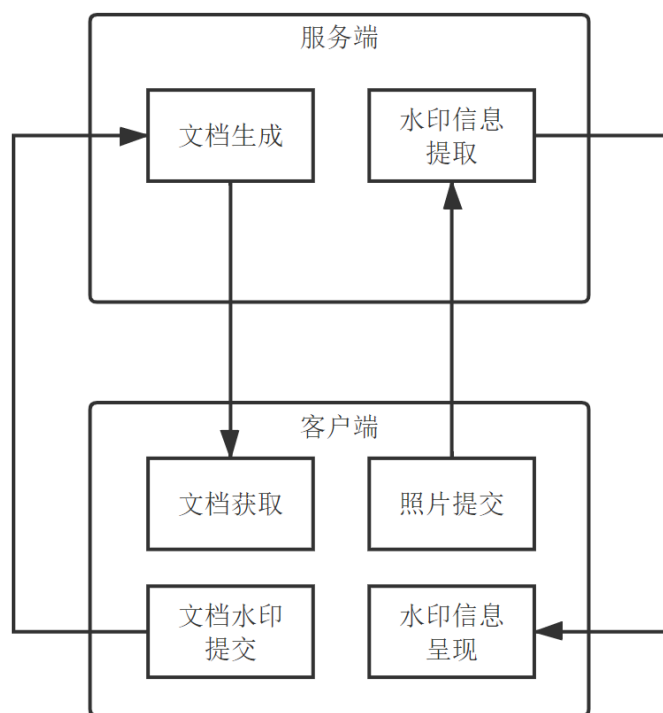 服务端
文档生成
水印信息
提取
客户端
文档获取
照片提交
文档水印
提交
水印信息
呈现